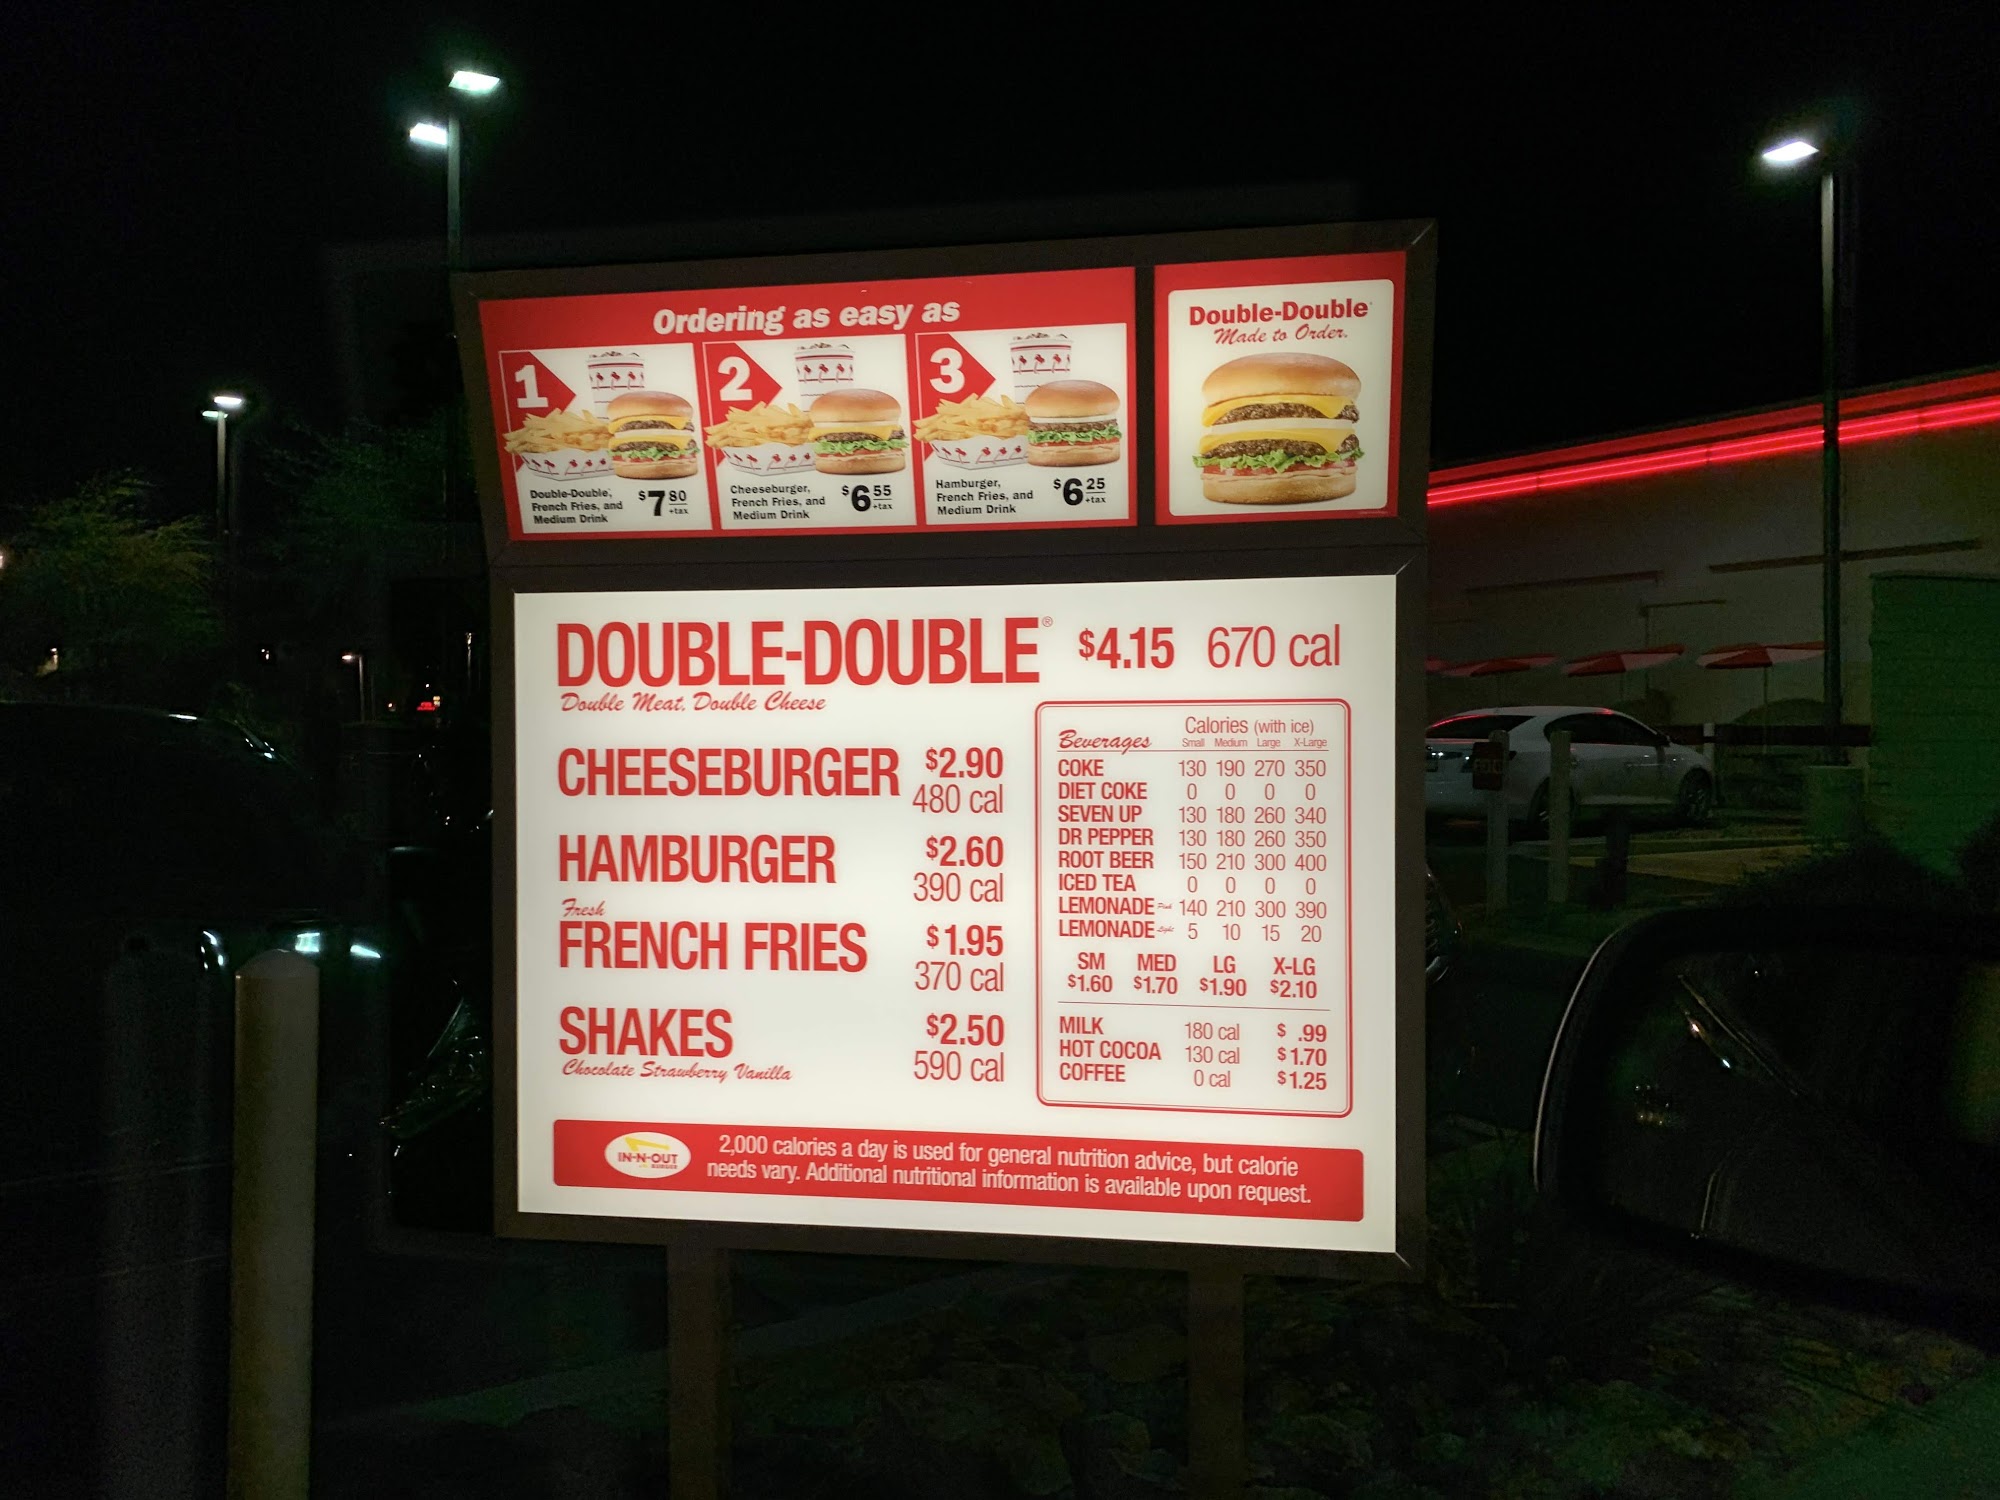 Ordering as easy as
1
Double-Double,
French Fries, and
Medium Drink
$7 80
+tax
2
Cheeseburger,
French Fries, and
Medium Drink
$6 55
+tax
3
Hamburger,
French Fries, and
Medium Drink
$6 25
+tax
Double-Double
Made to Order.
DOUBLE-DOUBLE® $4.15 670 cal
Double Meat, Double Cheese
CHEESEBURGER $2.90
480 cal
HAMBURGER $2.60
390 cal
Fresh
FRENCH FRIES $1.95
370 cal
SHAKES $2.50
Chocolate Strawberry Vanilla 590 cal
Calories (with ice)
Beverages Small Medium Large X-Large
COKE 130 190 270 350
DIET COKE 0 0 0 0
SEVEN UP 130 180 260 340
DR PEPPER 130 180 260 350
ROOT BEER 150 210 300 400
ICED TEA 0 0 0 0
LEMONADE Pink 140 210 300 390
LEMONADE Light 5 10 15 20
SM MED LG X-LG
$1.60 $1.70 $1.90 $2.10
MILK 180 cal $ .99
HOT COCOA 130 cal $1.70
COFFEE 0 cal $1.25
IN-N-OUT
BURGER
2,000 calories a day is used for general nutrition advice, but calorie
needs vary. Additional nutritional information is available upon request.